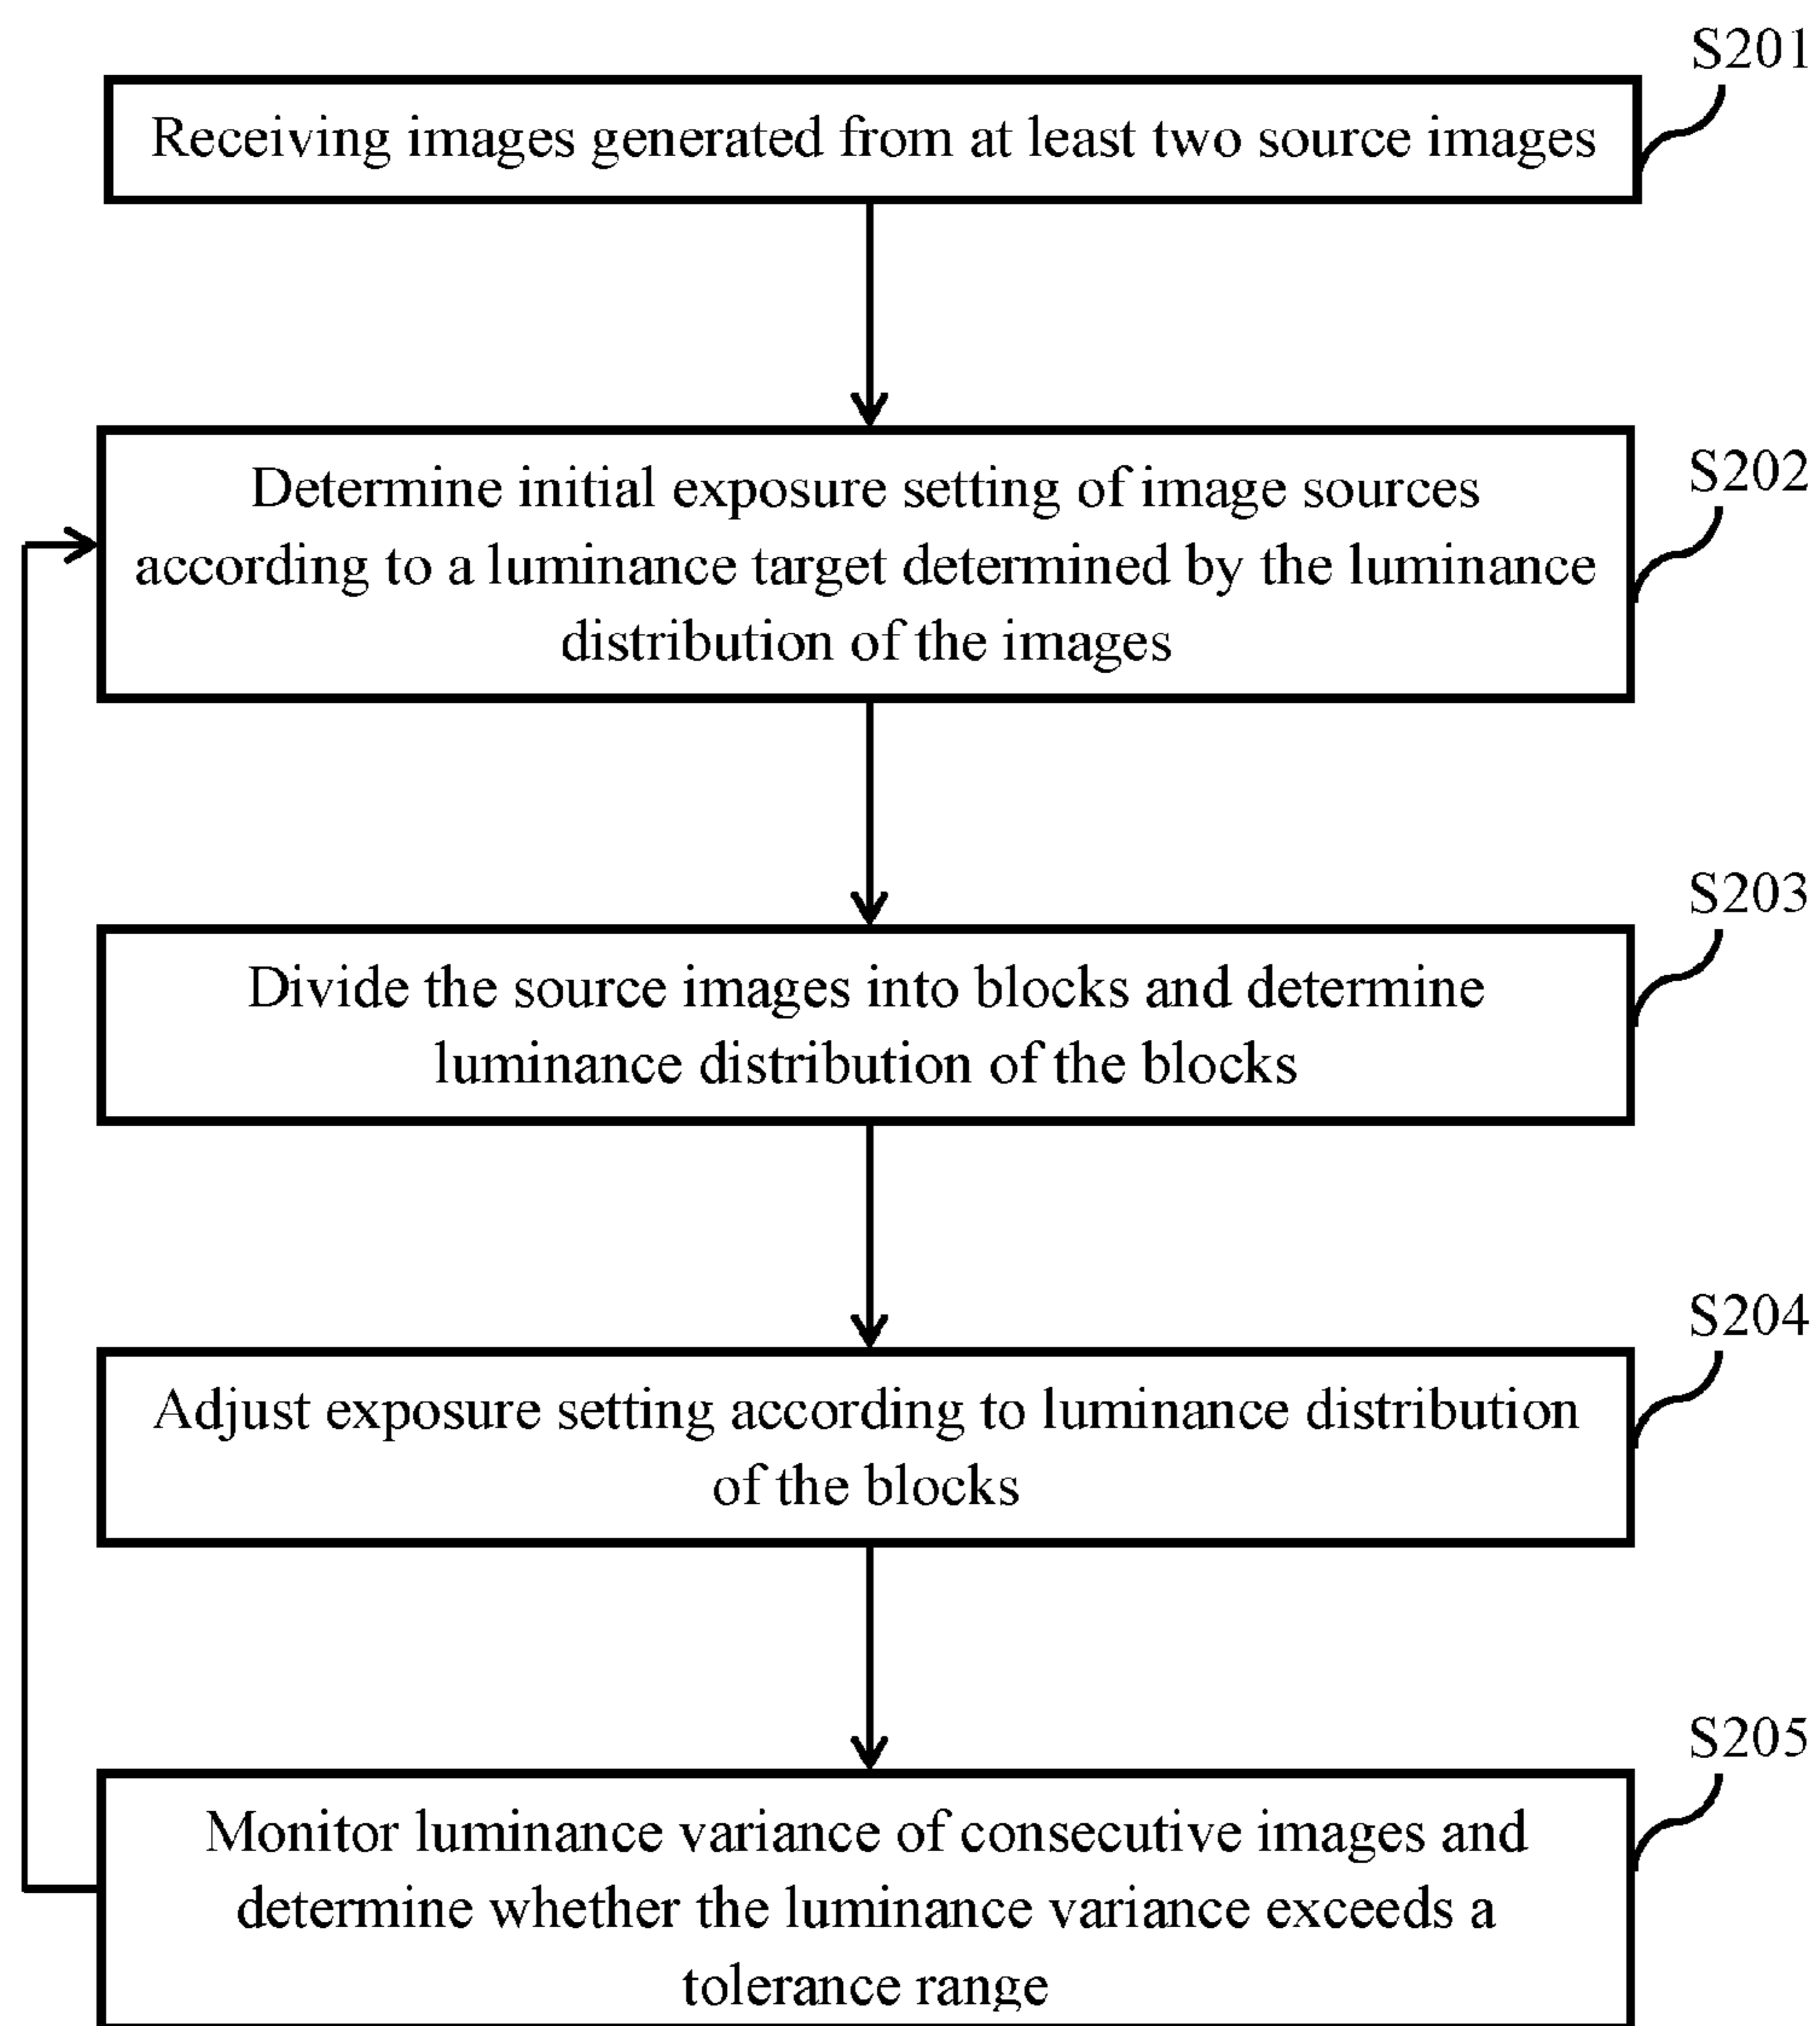 S201
Receiving images generated from at least two source images
S202
Determine initial exposure setting of image sources
according to a luminance target determined by the luminance
distribution of the images
S203
Divide the source images into blocks and determine
luminance distribution of the blocks
S204
Adjust exposure setting according to luminance distribution
of the blocks
S205
Monitor luminance variance of consecutive images and
determine whether the luminance variance exceeds a
tolerance range